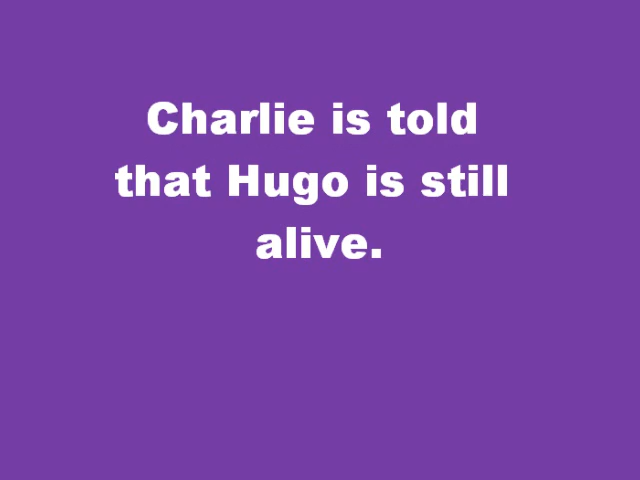 Charlie is told
that Hugo is still
alive.